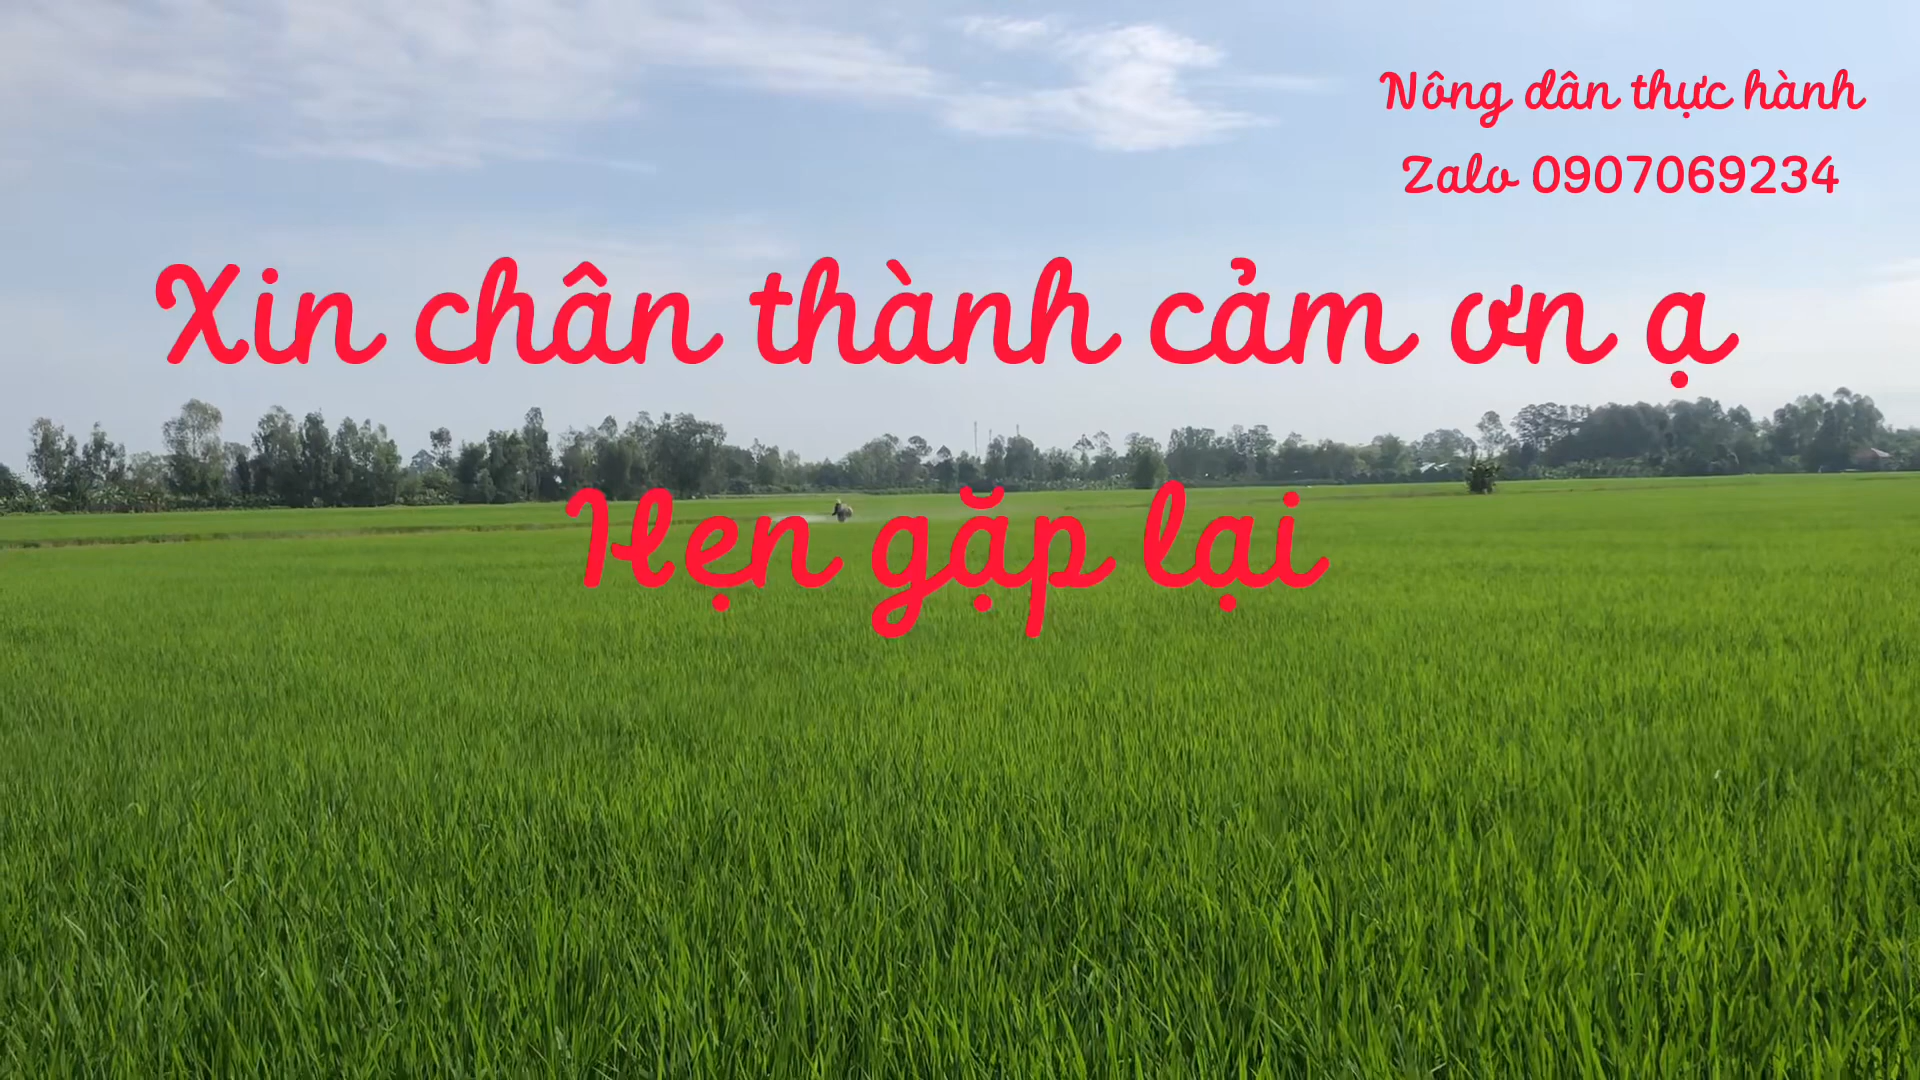 Nông dân thực hành
Zalo 0907069234
Xin chân thành cảm ơn ạ
Hẹn gặp lại